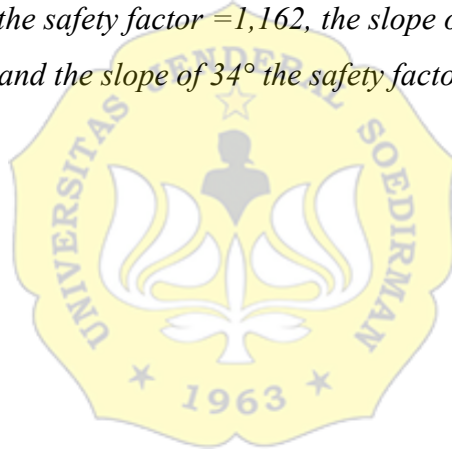 the safety factor =1,162, the slope o
and the slope of 34° the safety facto
UNIVERSITAS JENDERAL SOEDIRMAN
1963